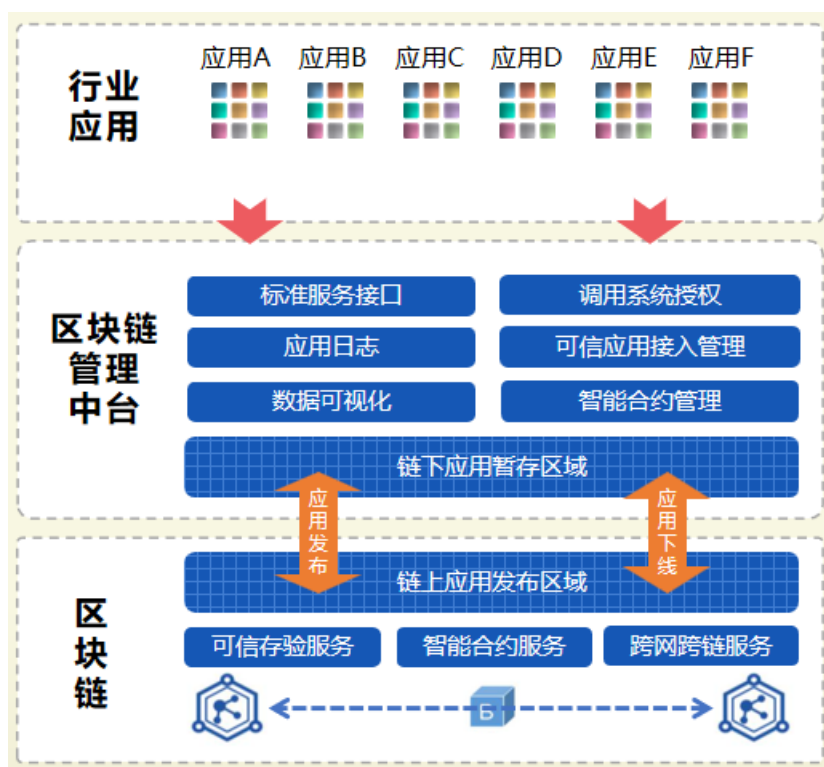 应用A 应用B 应用C 应用D 应用E 应用F
行业
应用
区块链
管理
中台
标准服务接口 调用系统授权
应用日志 可信应用接入管理
数据可视化 智能合约管理
链下应用暂存区域
应用发布 应用下线
区
块
链
链上应用发布区域
可信存验服务 智能合约服务 跨网跨链服务
Б